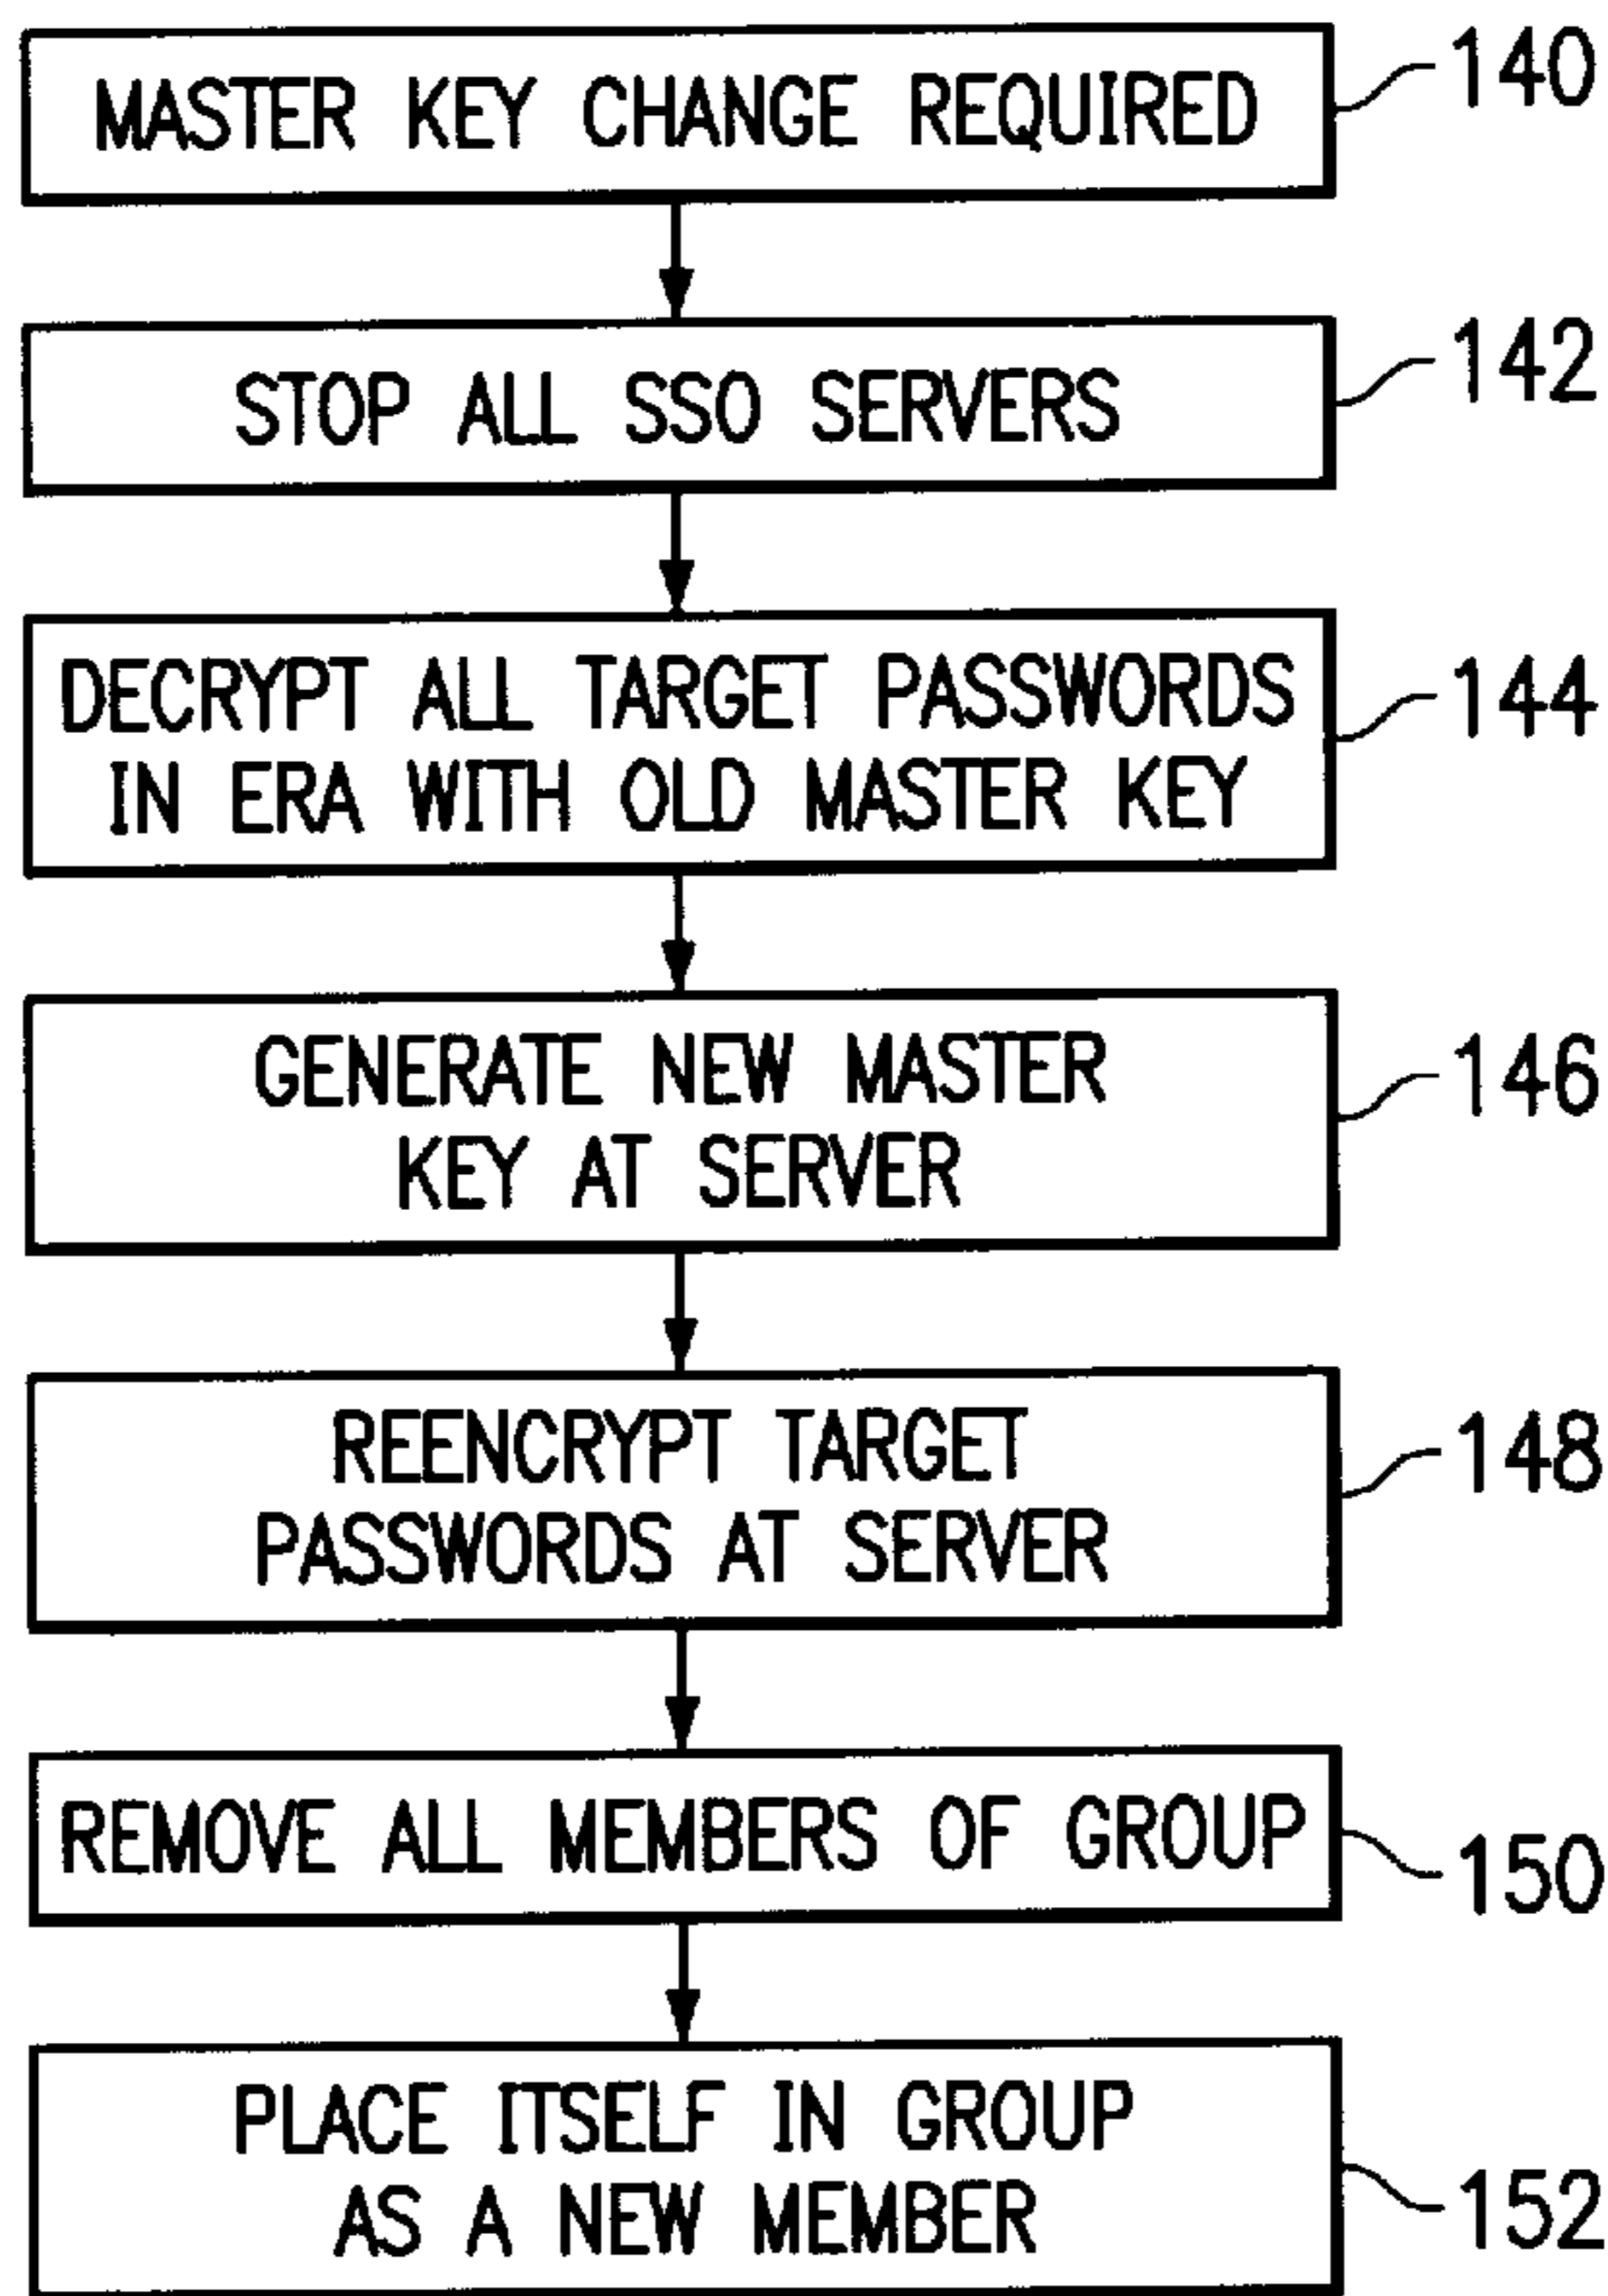 MASTER KEY CHANGE REQUIRED
140
STOP ALL SSO SERVERS
142
DECRYPT ALL TARGET PASSWORDS
IN ERA WITH OLD MASTER KEY
144
GENERATE NEW MASTER
KEY AT SERVER
146
REENCRYPT TARGET
PASSWORDS AT SERVER
148
REMOVE ALL MEMBERS OF GROUP
150
PLACE ITSELF IN GROUP
AS A NEW MEMBER
152